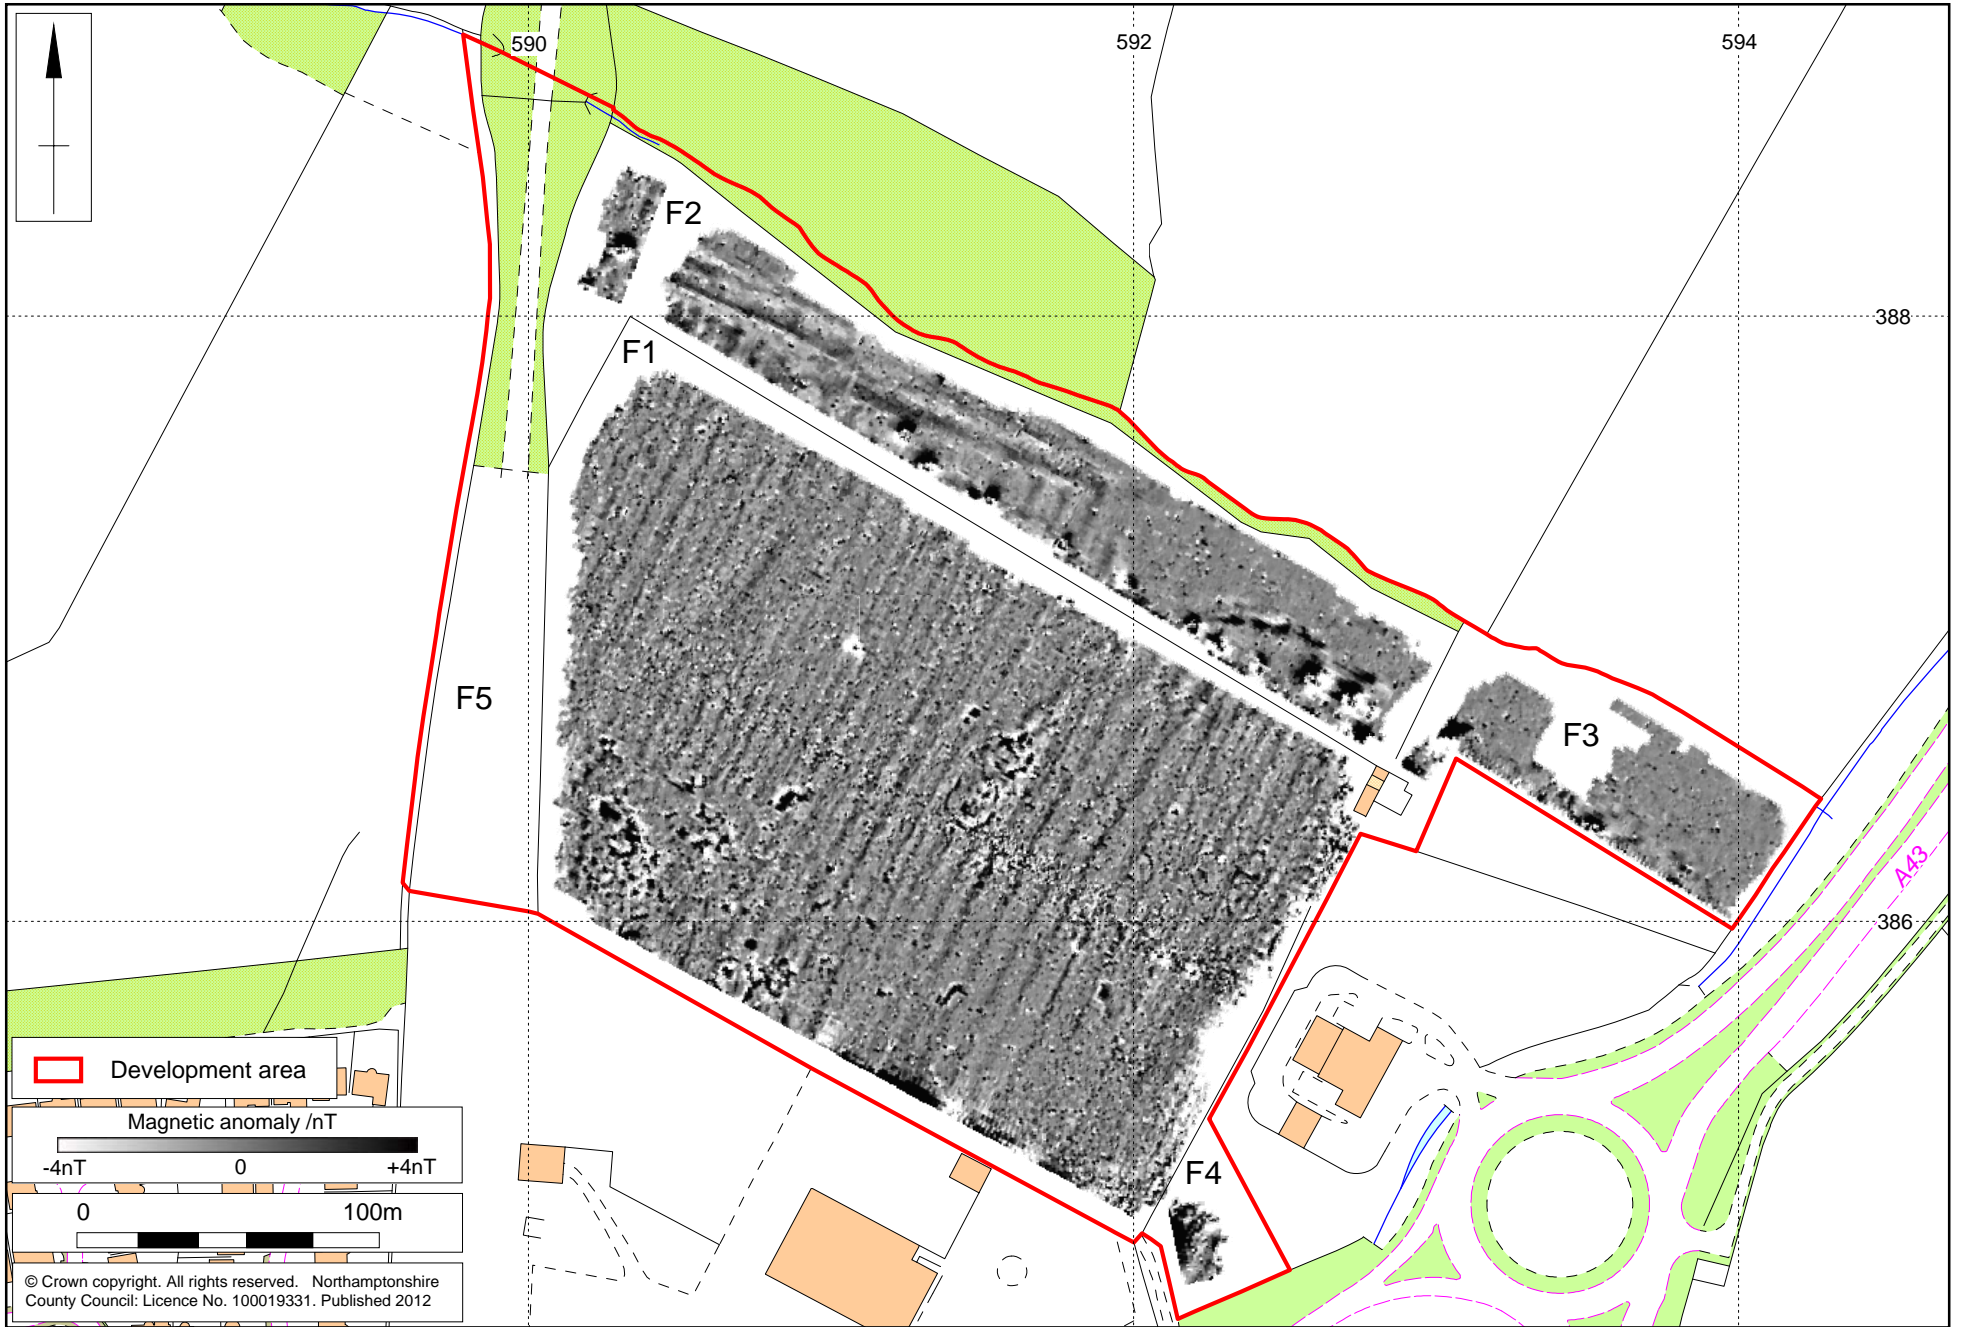 590
592
594
F2
388
F1
F5
F3
A43
386
Development area
Magnetic anomaly /nT
-4nT 0 +4nT
F4
0 100m
© Crown copyright. All rights reserved. Northamptonshire
County Council: Licence No. 100019331. Published 2012